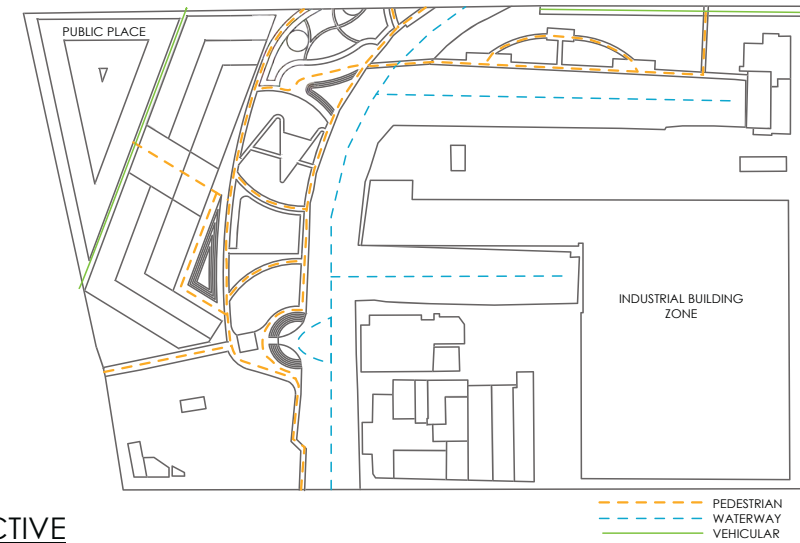 PUBLIC PLACE
INDUSTRIAL BUILDING
ZONE
PEDESTRIAN
WATERWAY
VEHICULAR
CTIVE